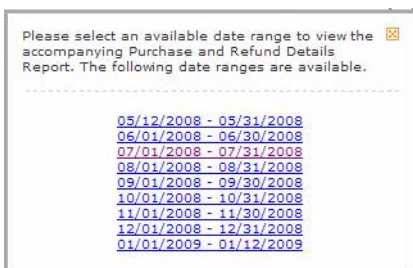 Please select an available date range to view the
accompanying Purchase and Refund Details
Report. The following date ranges are available.
05/12/2008 - 05/31/2008
06/01/2008 - 06/30/2008
07/01/2008 - 07/31/2008
08/01/2008 - 08/31/2008
09/01/2008 - 09/30/2008
10/01/2008 - 10/31/2008
11/01/2008 - 11/30/2008
12/01/2008 - 12/31/2008
01/01/2009 - 01/12/2009